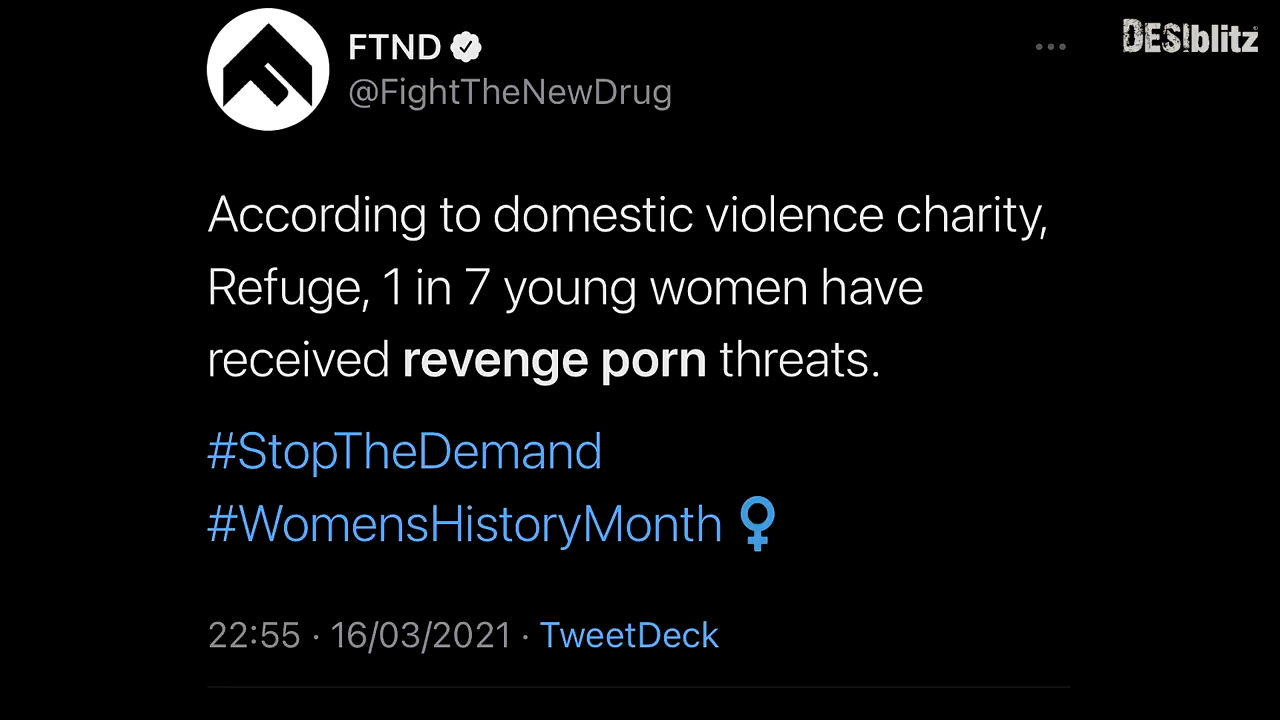 FTND
DESIblitz
@FightTheNewDrug
According to domestic violence charity,
Refuge, 1 in 7 young women have
received revenge porn threats.
#StopTheDemand
#WomensHistoryMonth ♀
22:55 · 16/03/2021 · TweetDeck